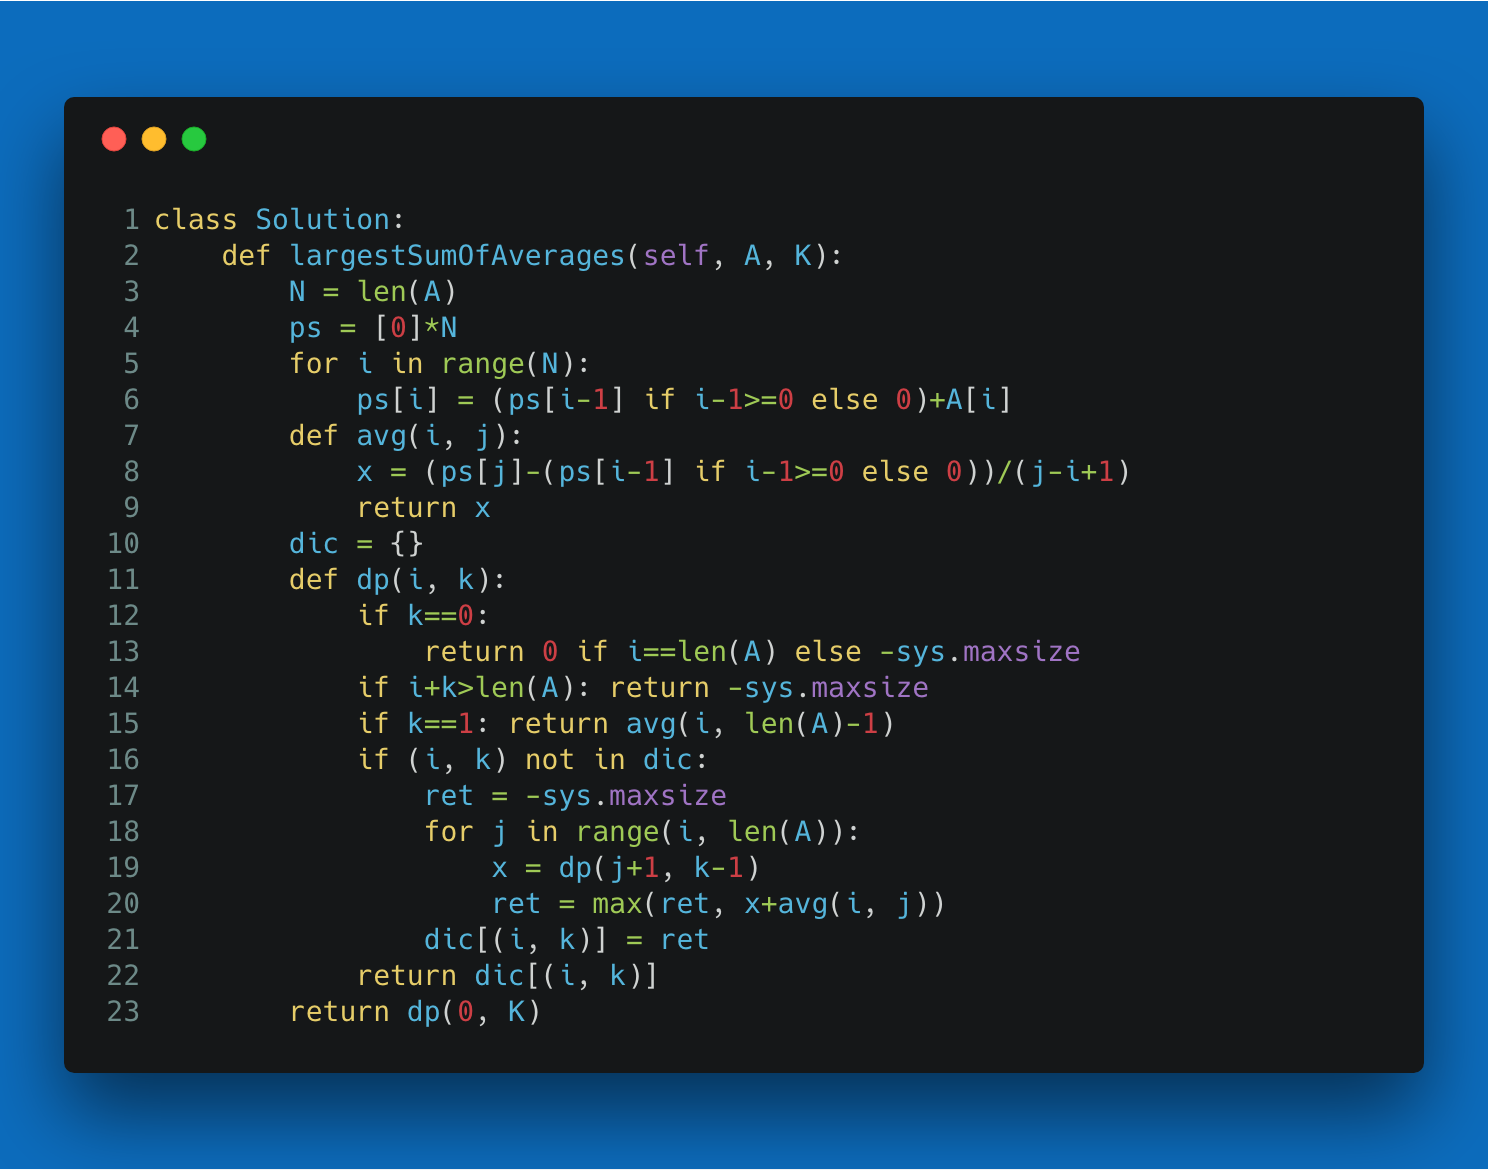 1 class Solution:
2     def largestSumOfAverages(self, A, K):
3         N = len(A)
4         ps = [0]*N
5         for i in range(N):
6             ps[i] = (ps[i-1] if i-1>=0 else 0)+A[i]
7         def avg(i, j):
8             x = (ps[j]-(ps[i-1] if i-1>=0 else 0))/(j-i+1)
9             return x
10         dic = {}
11         def dp(i, k):
12             if k==0:
13                 return 0 if i==len(A) else -sys.maxsize
14             if i+k>len(A): return -sys.maxsize
15             if k==1: return avg(i, len(A)-1)
16             if (i, k) not in dic:
17                 ret = -sys.maxsize
18                 for j in range(i, len(A)):
19                     x = dp(j+1, k-1)
20                     ret = max(ret, x+avg(i, j))
21                 dic[(i, k)] = ret
22             return dic[(i, k)]
23         return dp(0, K)